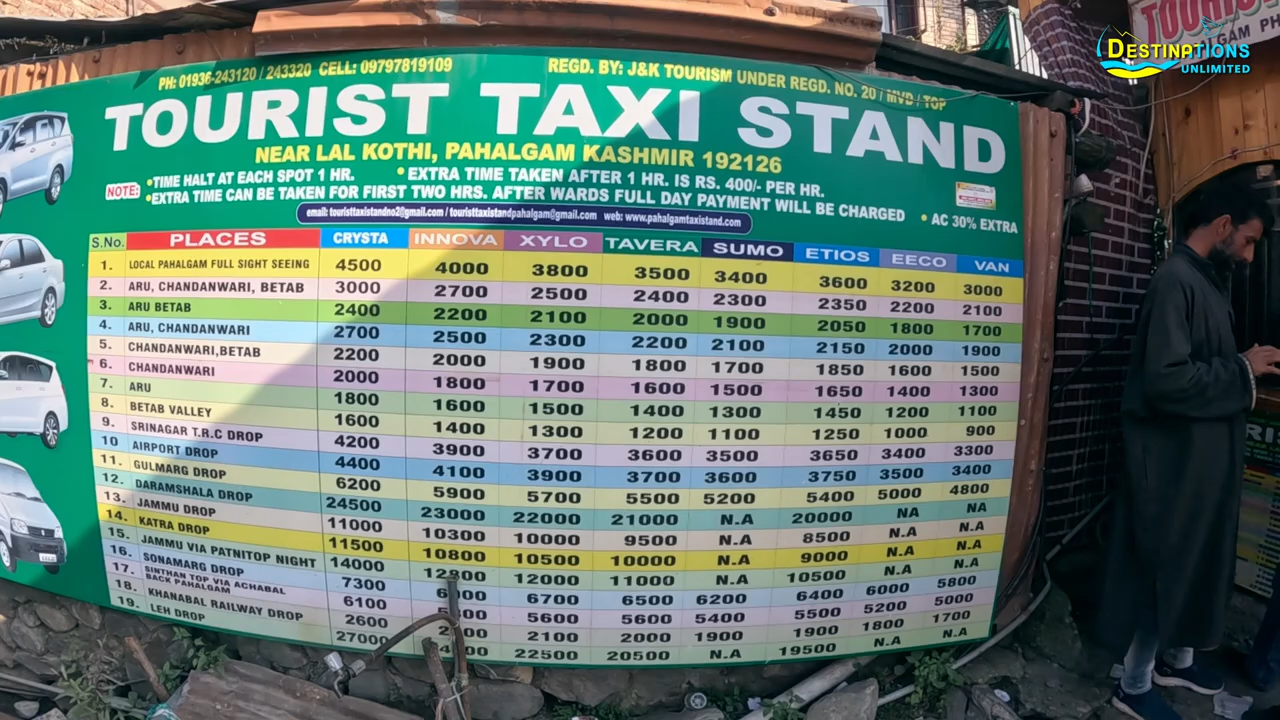 DESTINATIONS
UNLIMITED
TOURIST
PH: 01936-243120 / 243320 CELL: 09797819109 REGD. BY: J&K TOURISM UNDER REGD. NO. 20 / MVD / TOP
TOURIST TAXI STAND
NEAR LAL KOTHI, PAHALGAM KASHMIR 192126
NOTE: •TIME HALT AT EACH SPOT 1 HR. •EXTRA TIME TAKEN AFTER 1 HR. IS RS. 400/- PER HR.
•EXTRA TIME CAN BE TAKEN FOR FIRST TWO HRS. AFTER WARDS FULL DAY PAYMENT WILL BE CHARGED • AC 30% EXTRA
email: touristtaxistandno2@gmail.com / touristtaxistandpahalgam@gmail.com web: www.pahalgamtaxistand.com
S.No. PLACES CRYSTA INNOVA XYLO TAVERA SUMO ETIOS EECO VAN
1. LOCAL PAHALGAM FULL SIGHT SEEING 4500 4000 3800 3500 3400 3600 3200 3000
2. ARU, CHANDANWARI, BETAB 3000 2700 2500 2400 2300 2350 2200 2100
3. ARU BETAB 2400 2200 2100 2000 1900 2050 1800 1700
4. ARU, CHANDANWARI 2700 2500 2300 2200 2100 2150 2000 1900
5. CHANDANWARI,BETAB 2200 2000 1900 1800 1700 1850 1600 1500
6. CHANDANWARI 2000 1800 1700 1600 1500 1650 1400 1300
7. ARU 1800 1600 1500 1400 1300 1450 1200 1100
8. BETAB VALLEY 1600 1400 1300 1200 1100 1250 1000 900
9. SRINAGAR T.R.C DROP 4200 3900 3700 3600 3500 3650 3400 3300
10 AIRPORT DROP 4400 4100 3900 3700 3600 3750 3500 3400
11. GULMARG DROP 6200 5900 5700 5500 5200 5400 5000 4800
12. DARAMSHALA DROP 24500 23000 22000 21000 N.A 20000 NA NA
13. JAMMU DROP 11000 10300 10000 9500 N.A 8500 N.A N.A
14. KATRA DROP 11500 10800 10500 10000 N.A 9000 N.A N.A
15. JAMMU VIA PATNITOP NIGHT 14000 12800 12000 11000 N.A 10500 N.A N.A
16. SONAMARG DROP 7300 6700 6500 6200 6400 6000 5800
17. SINTHAN TOP VIA ACHABAL
BACK PAHALGAM 6100 5600 5600 5400 5500 5200 5000
18. KHANABAL RAILWAY DROP 2600 2100 2000 1900 1900 1800 1700
19. LEH DROP 27000 22500 20500 N.A 19500 N.A N.A